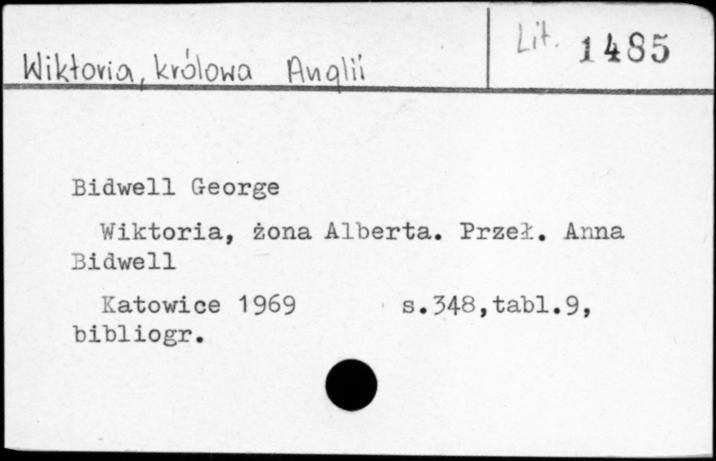 Wiktoria, królowa Anglii
Lit. 1485
Bidwell George
Wiktoria, żona Alberta. Przeł. Anna
Bidwell
Katowice 1969 s.348,tabl.9,
bibliogr.